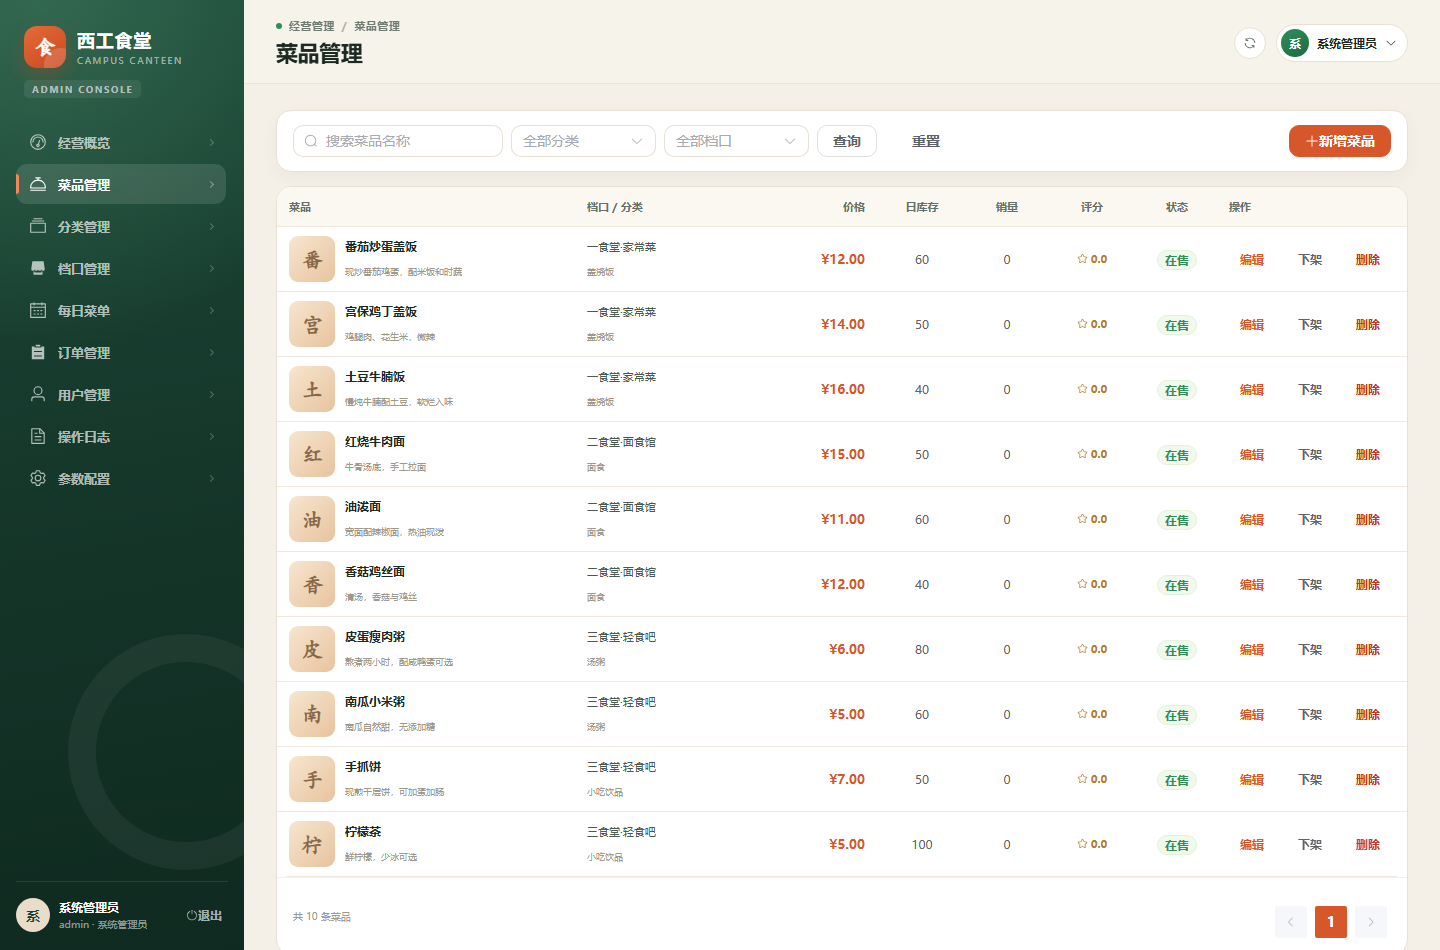 食
西工食堂
CAMPUS CANTEEN
ADMIN CONSOLE
经营概览
菜品管理
分类管理
档口管理
每日菜单
订单管理
用户管理
操作日志
参数配置
系
系统管理员
admin · 系统管理员
退出
经营管理 / 菜品管理
菜品管理
系 系统管理员
搜索菜品名称 全部分类 全部档口 查询 重置 新增菜品
菜品 档口 / 分类 价格 日库存 销量 评分 状态 操作
番 番茄炒蛋盖饭 一食堂·家常菜 ¥12.00 60 0 0.0 在售 编辑 下架 删除
现炒番茄鸡蛋，配米饭和时蔬 盖浇饭
宫 宫保鸡丁盖饭 一食堂·家常菜 ¥14.00 50 0 0.0 在售 编辑 下架 删除
鸡腿肉、花生米，微辣 盖浇饭
土 土豆牛腩饭 一食堂·家常菜 ¥16.00 40 0 0.0 在售 编辑 下架 删除
慢炖牛腩配土豆，软烂入味 盖浇饭
红 红烧牛肉面 二食堂·面食馆 ¥15.00 50 0 0.0 在售 编辑 下架 删除
牛骨汤底，手工拉面 面食
油 油泼面 二食堂·面食馆 ¥11.00 60 0 0.0 在售 编辑 下架 删除
宽面配辣椒面，热油现泼 面食
香 香菇鸡丝面 二食堂·面食馆 ¥12.00 40 0 0.0 在售 编辑 下架 删除
清汤，香菇与鸡丝 面食
皮 皮蛋瘦肉粥 三食堂·轻食吧 ¥6.00 80 0 0.0 在售 编辑 下架 删除
熬煮两小时，配咸鸭蛋可选 汤粥
南 南瓜小米粥 三食堂·轻食吧 ¥5.00 60 0 0.0 在售 编辑 下架 删除
南瓜自然甜，无添加糖 汤粥
手 手抓饼 三食堂·轻食吧 ¥7.00 50 0 0.0 在售 编辑 下架 删除
现煎千层饼，可加蛋加肠 小吃饮品
柠 柠檬茶 三食堂·轻食吧 ¥5.00 100 0 0.0 在售 编辑 下架 删除
鲜柠檬，少冰可选 小吃饮品
共 10 条菜品 1